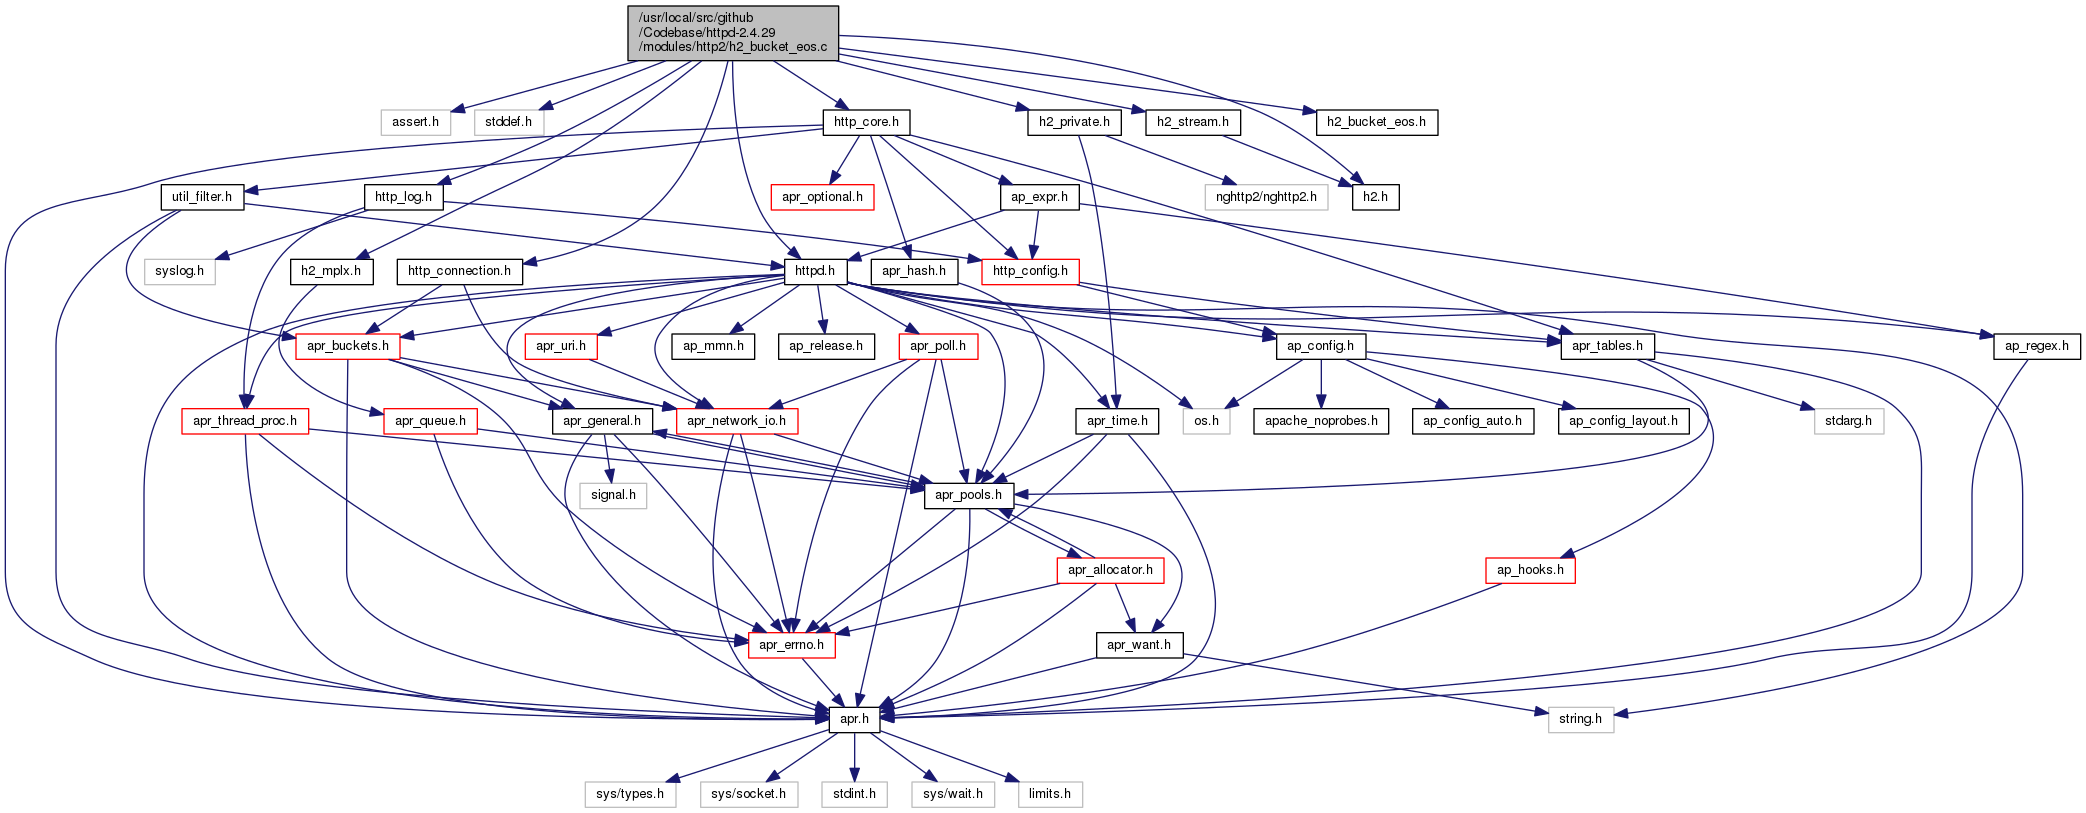 /usr/local/src/github
/Codebase/httpd-2.4.29
/modules/http2/h2_bucket_eos.c
assert.h
stddef.h
http_core.h
h2_private.h
h2_stream.h
h2_bucket_eos.h
util_filter.h
http_log.h
apr_optional.h
ap_expr.h
nghttp2/nghttp2.h
h2.h
syslog.h
h2_mplx.h
http_connection.h
httpd.h
apr_hash.h
http_config.h
apr_buckets.h
apr_uri.h
ap_mmn.h
ap_release.h
apr_poll.h
ap_config.h
apr_tables.h
ap_regex.h
apr_thread_proc.h
apr_queue.h
apr_general.h
apr_network_io.h
apr_time.h
os.h
apache_noprobes.h
ap_config_auto.h
ap_config_layout.h
stdarg.h
signal.h
apr_pools.h
apr_allocator.h
ap_hooks.h
apr_errno.h
apr_want.h
apr.h
string.h
sys/types.h
sys/socket.h
stdint.h
sys/wait.h
limits.h